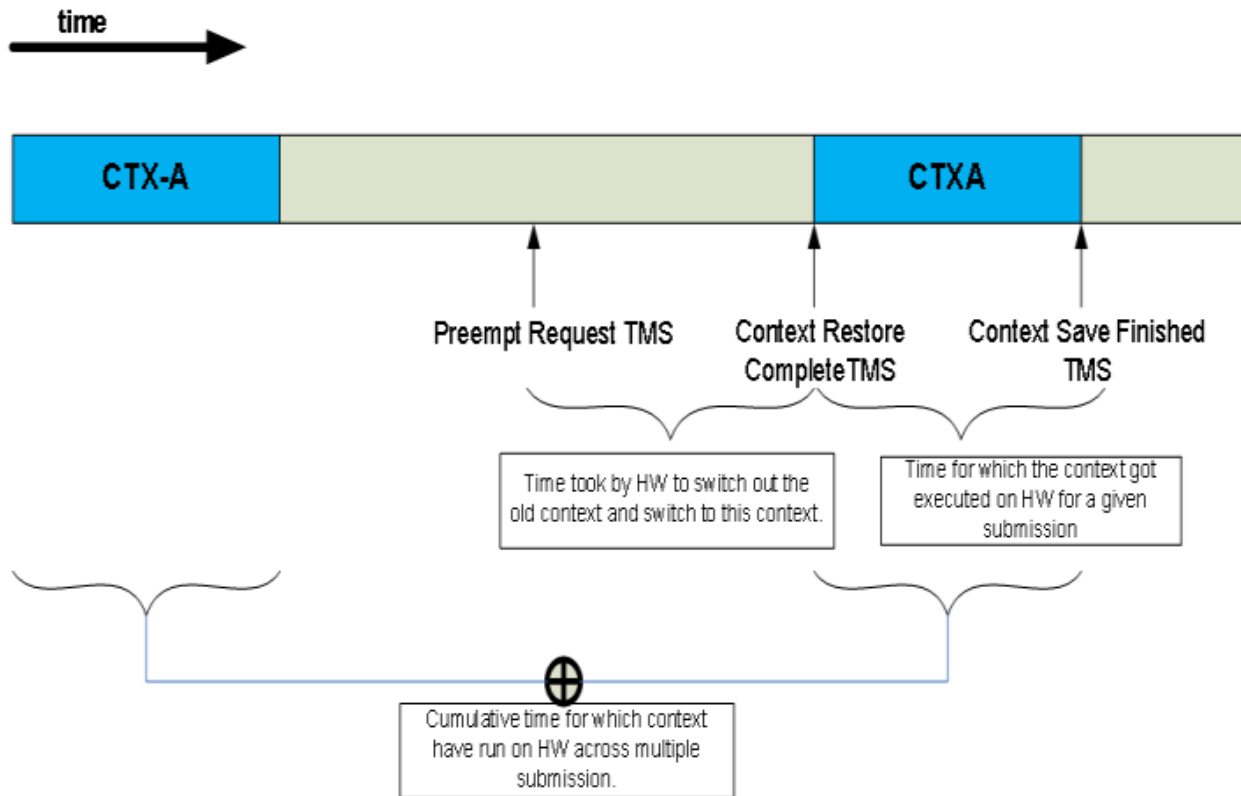 time
CTX-A
CTXA
Preempt Request TMS
Context Restore
CompleteTMS
Context Save Finished
TMS
Time took by HW to switch out the
old context and switch to this context.
Time for which the context got
executed on HW for a given
submission
Cumulative time for which context
have run on HW across multiple
submission.